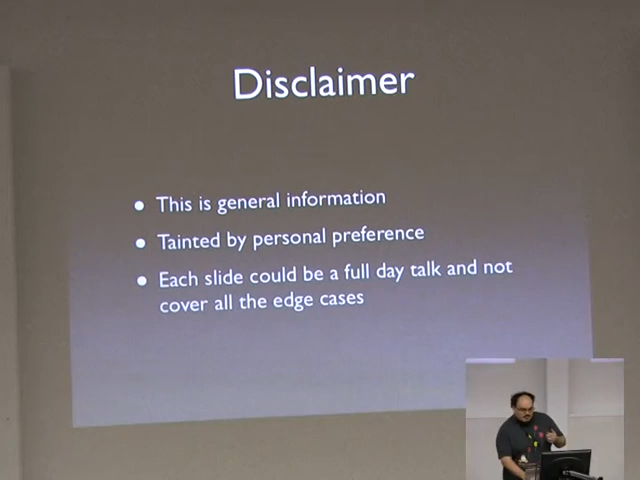 Disclaimer
This is general information
Tainted by personal preference
Each slide could be a full day talk and not
cover all the edge cases